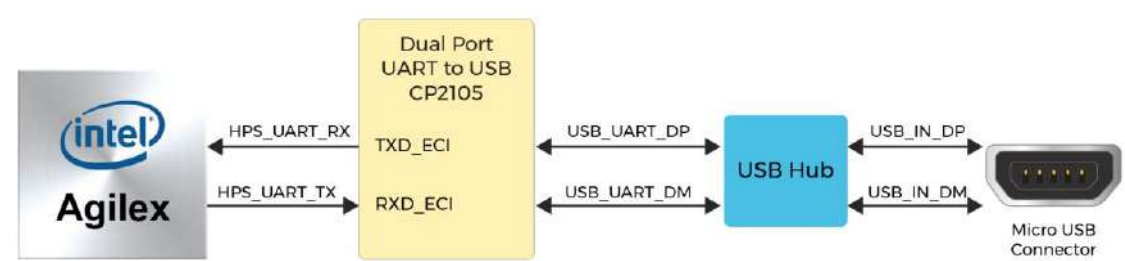 Dual Port
UART to USB
CP2105
intel
Agilex
HPS_UART_RX
TXD_ECI
USB_UART_DP
USB_IN_DP
HPS_UART_TX
RXD_ECI
USB_UART_DM
USB Hub
USB_IN_DM
Micro USB
Connector